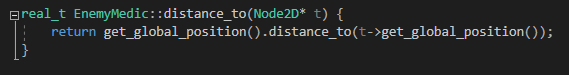 real_t EnemyMedic::distance_to(Node2D* t) {
return get_global_position().distance_to(t->get_global_position());
}